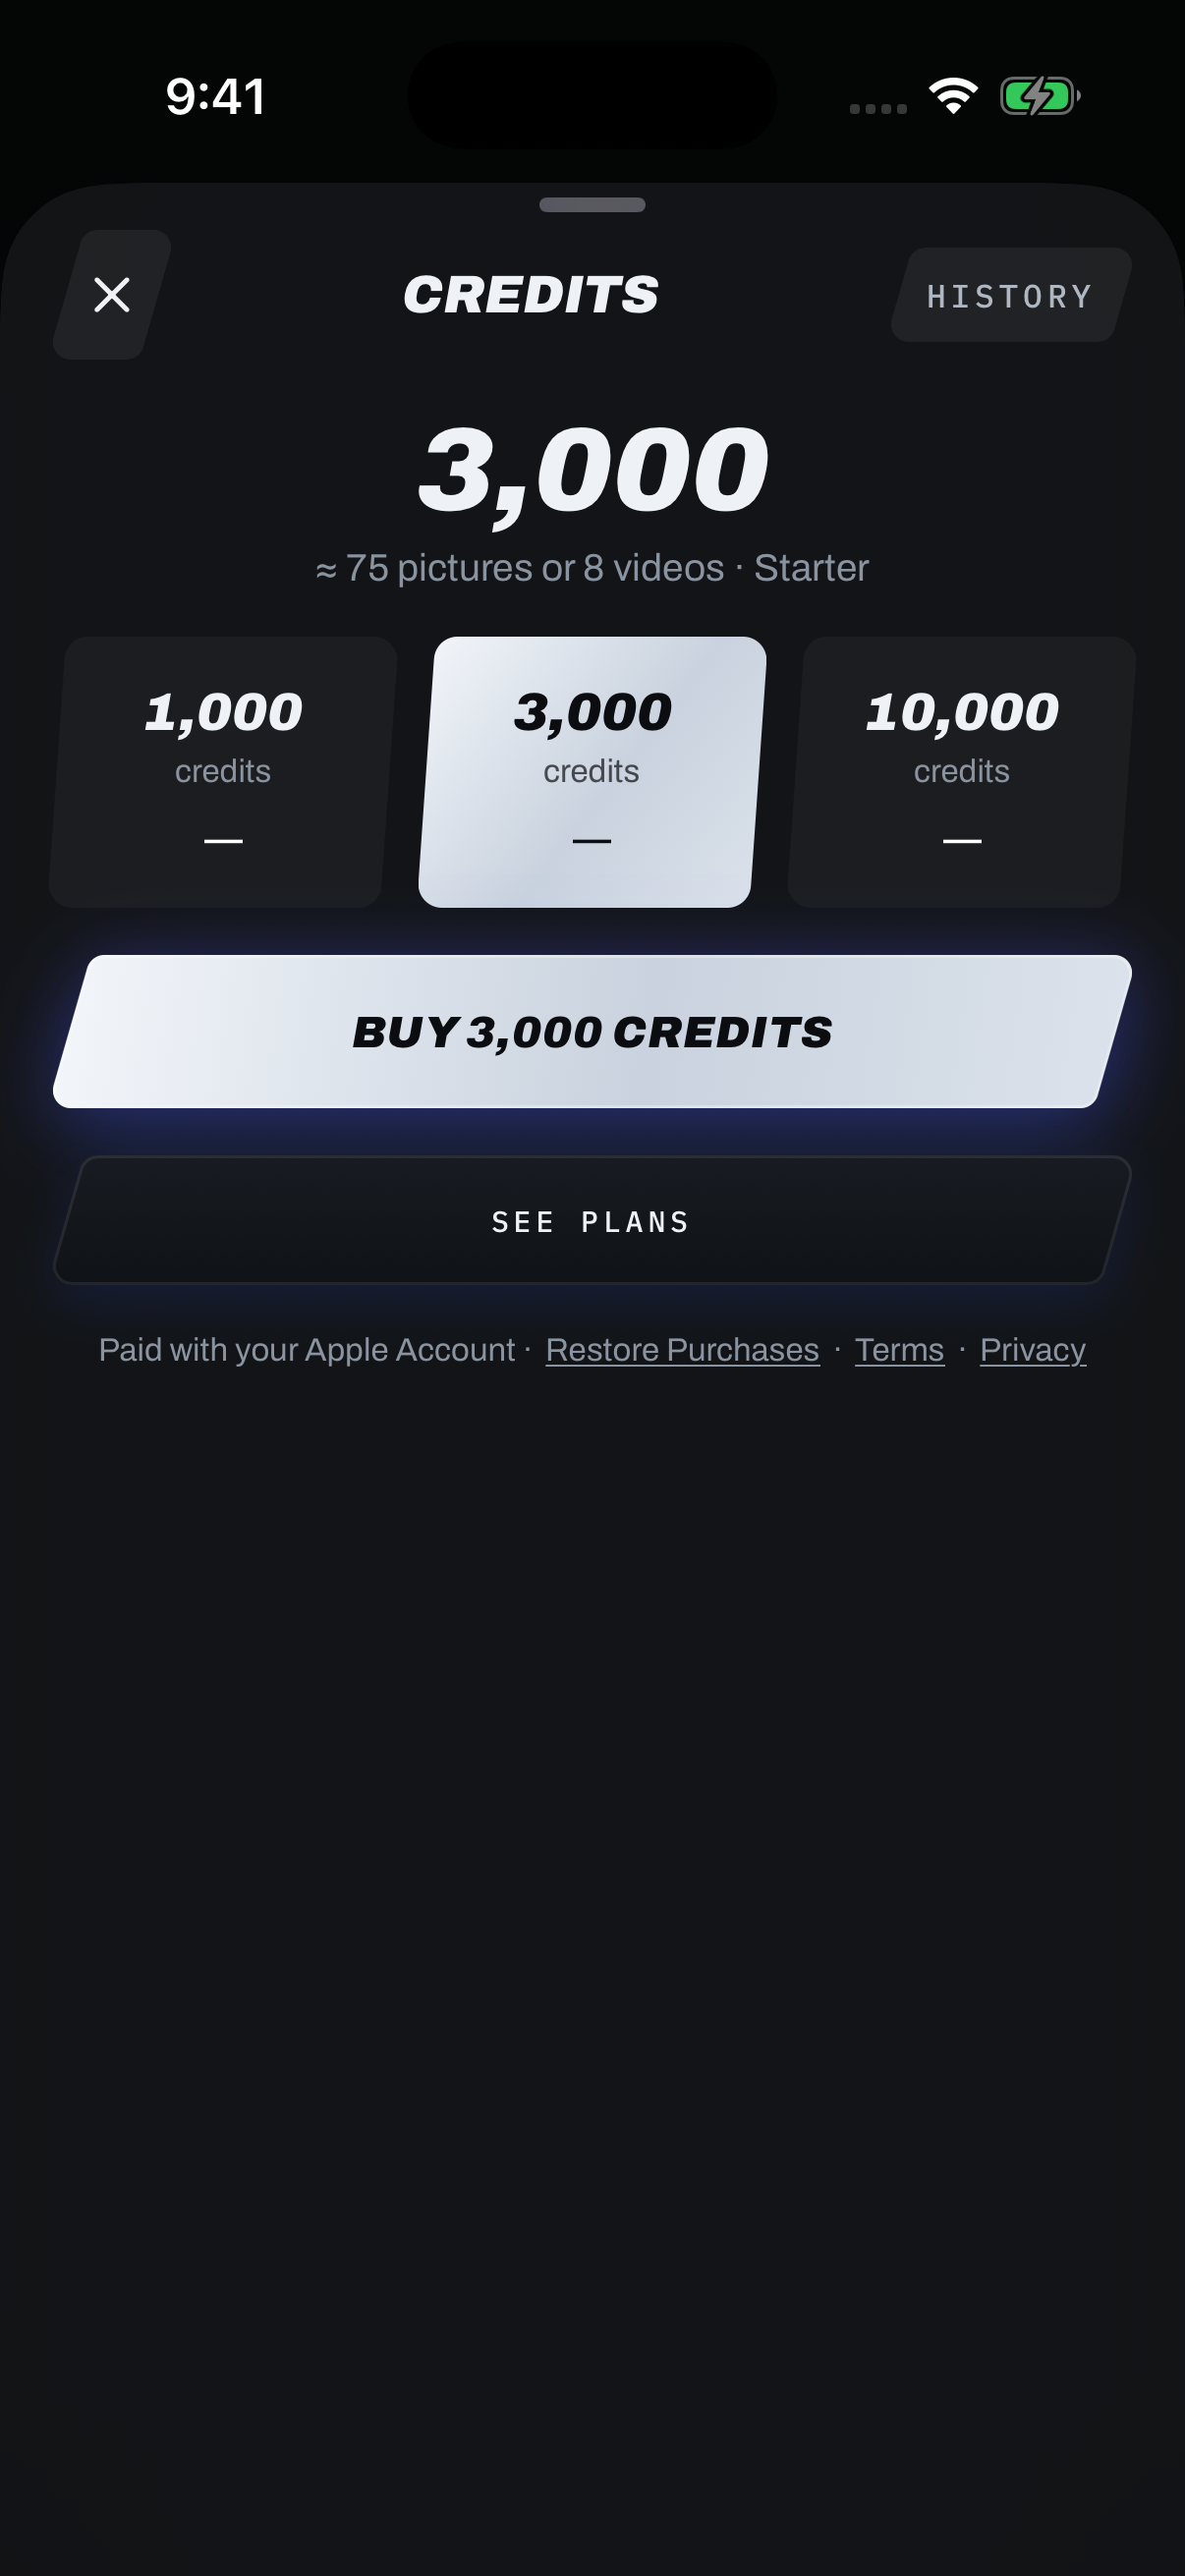 9:41
CREDITS
HISTORY
3,000
≈ 75 pictures or 8 videos · Starter
1,000
credits
—
3,000
credits
—
10,000
credits
—
BUY 3,000 CREDITS
SEE PLANS
Paid with your Apple Account · Restore Purchases · Terms · Privacy